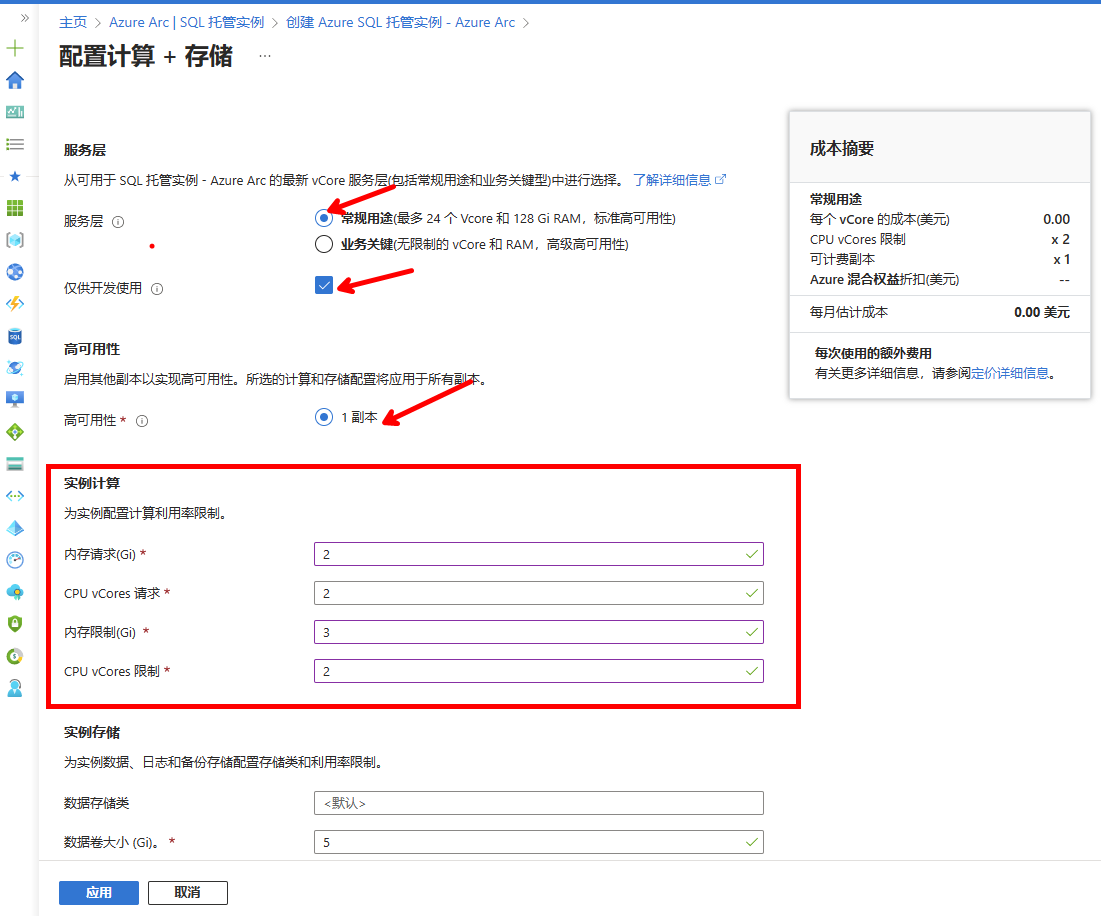 主页 > Azure Arc | SQL 托管实例 > 创建 Azure SQL 托管实例 - Azure Arc >
配置计算 + 存储 ...
服务层
从可用于 SQL 托管实例 - Azure Arc 的最新 vCore 服务层(包括常规用途和业务关键型)中进行选择。 了解详细信息
服务层
常规用途(最多 24 个 Vcore 和 128 Gi RAM，标准高可用性)
业务关键(无限制的 vCore 和 RAM，高级高可用性)
仅供开发使用
高可用性
启用其他副本以实现高可用性。所选的计算和存储配置将应用于所有副本。
高可用性 *
1 副本
实例计算
为实例配置计算利用率限制。
内存请求(Gi) * 2
CPU vCores 请求 * 2
内存限制(Gi) * 3
CPU vCores 限制 * 2
实例存储
为实例数据、日志和备份存储配置存储类和利用率限制。
数据存储类 <默认>
数据卷大小 (Gi)。 * 5
应用 取消
成本摘要
常规用途
每个 vCore 的成本(美元) 0.00
CPU vCores 限制 x 2
可计费副本 x 1
Azure 混合权益折扣(美元) --
每月估计成本 0.00 美元
每次使用的额外费用
有关更多详细信息，请参阅定价详细信息。
SQL